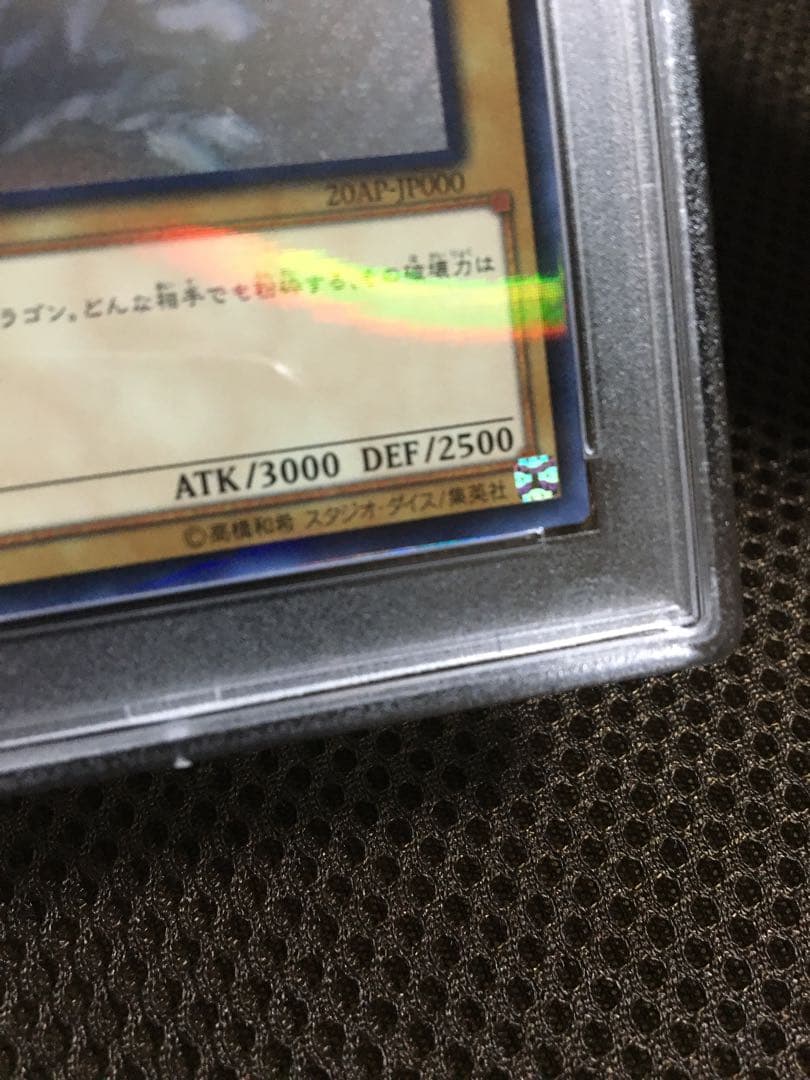 20AP-JP000
ラゴン。どんな相手でも粉砕する、その破壊力は
ATK/3000 DEF/2500
©高橋和希 スタジオ・ダイス/集英社